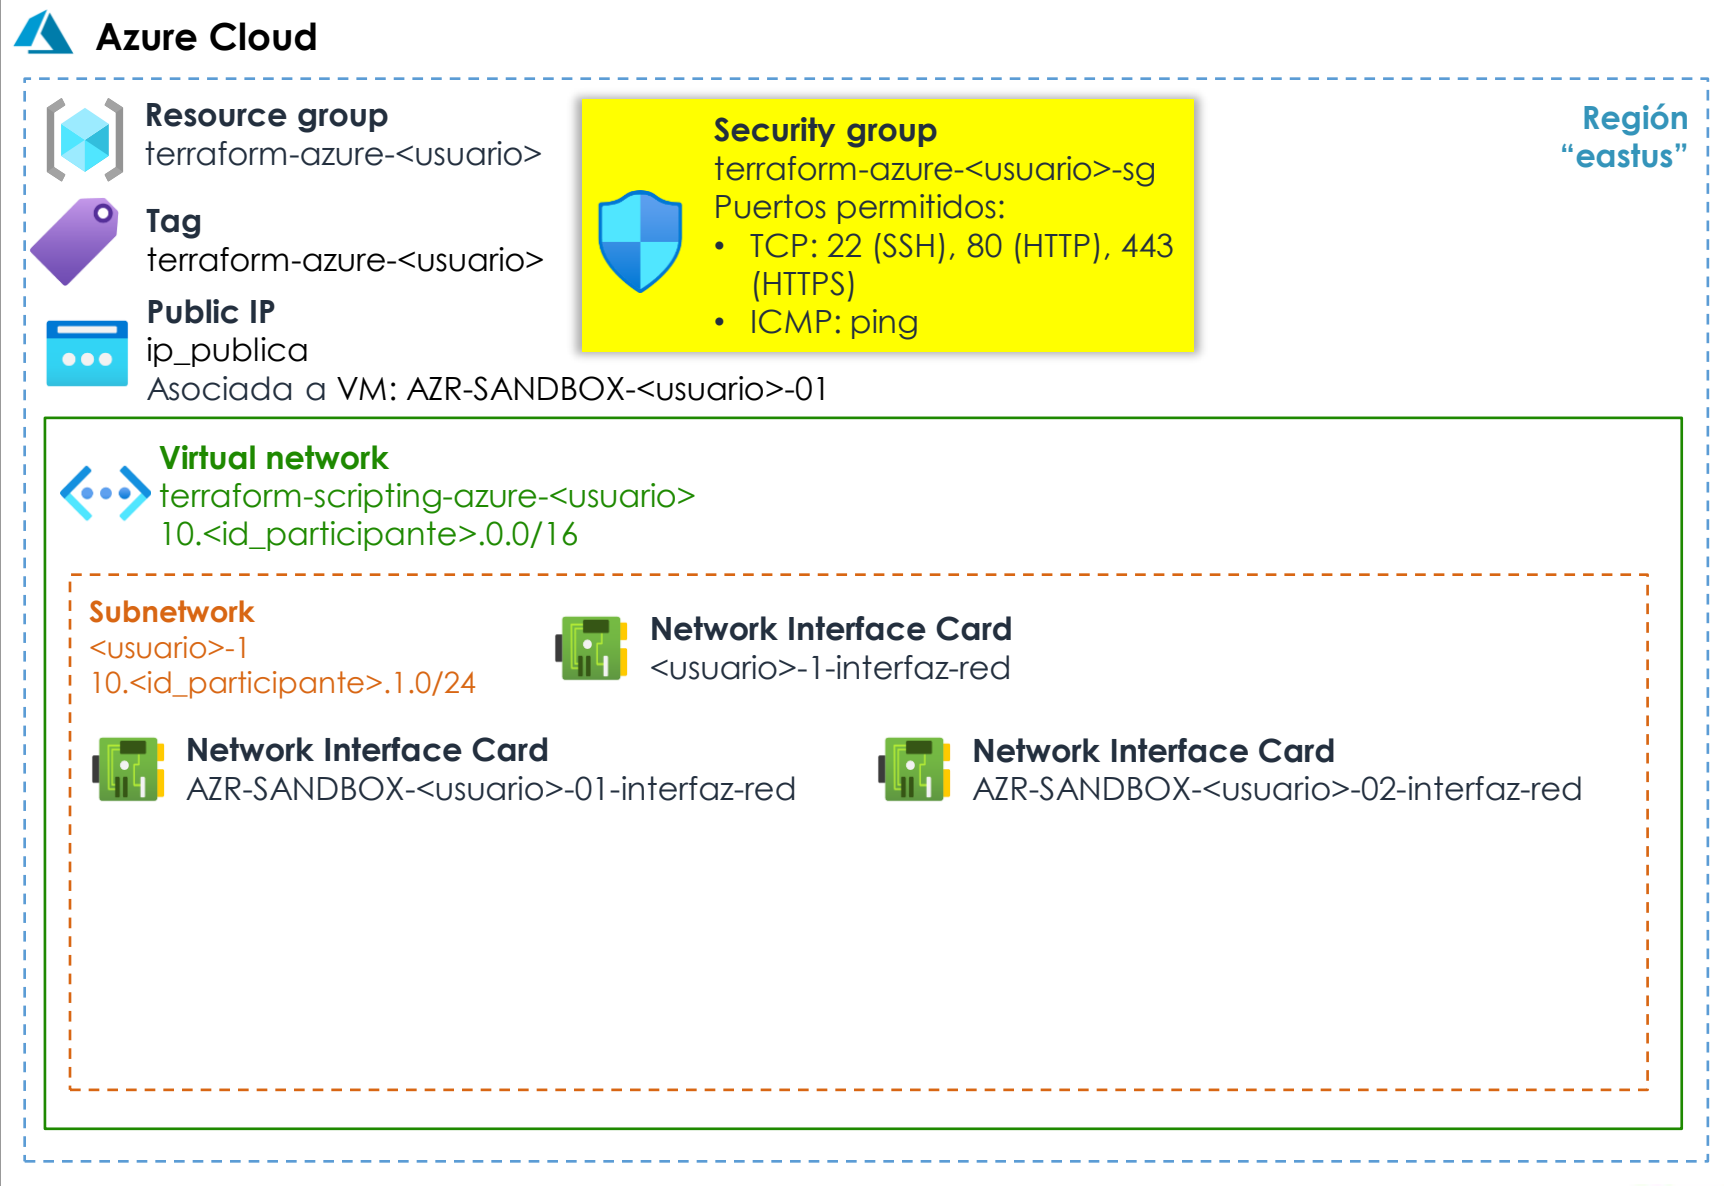 Azure Cloud
Resource group
terraform-azure-<usuario>
Tag
terraform-azure-<usuario>
Public IP
ip_publica
Asociada a VM: AZR-SANDBOX-<usuario>-01
Security group
terraform-azure-<usuario>-sg
Puertos permitidos:
• TCP: 22 (SSH), 80 (HTTP), 443
(HTTPS)
• ICMP: ping
Región
“eastus”
Virtual network
terraform-scripting-azure-<usuario>
10.<id_participante>.0.0/16
Subnetwork
<usuario>-1
10.<id_participante>.1.0/24
Network Interface Card
<usuario>-1-interfaz-red
Network Interface Card
AZR-SANDBOX-<usuario>-01-interfaz-red
Network Interface Card
AZR-SANDBOX-<usuario>-02-interfaz-red